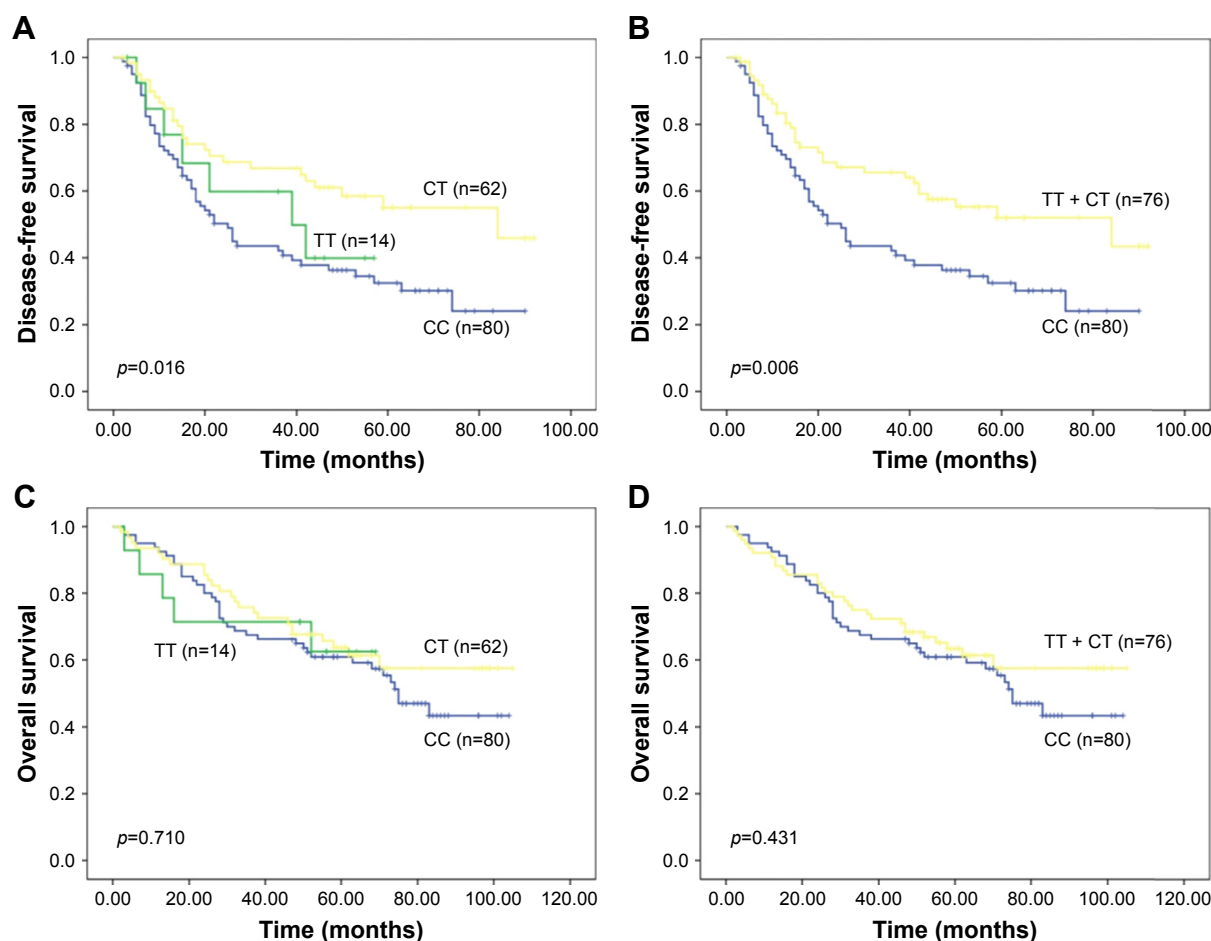 A
Disease-free survival
1.0
0.8
0.6
0.4
0.2
0.0
CT (n=62)
TT (n=14)
CC (n=80)
p=0.016
0.00 20.00 40.00 60.00 80.00 100.00
Time (months)
B
Disease-free survival
1.0
0.8
0.6
0.4
0.2
0.0
TT + CT (n=76)
CC (n=80)
p=0.006
0.00 20.00 40.00 60.00 80.00 100.00
Time (months)
C
Overall survival
1.0
0.8
0.6
0.4
0.2
0.0
TT (n=14)
CT (n=62)
CC (n=80)
p=0.710
0.00 20.00 40.00 60.00 80.00 100.00 120.00
Time (months)
D
Overall survival
1.0
0.8
0.6
0.4
0.2
0.0
TT + CT (n=76)
CC (n=80)
p=0.431
0.00 20.00 40.00 60.00 80.00 100.00 120.00
Time (months)